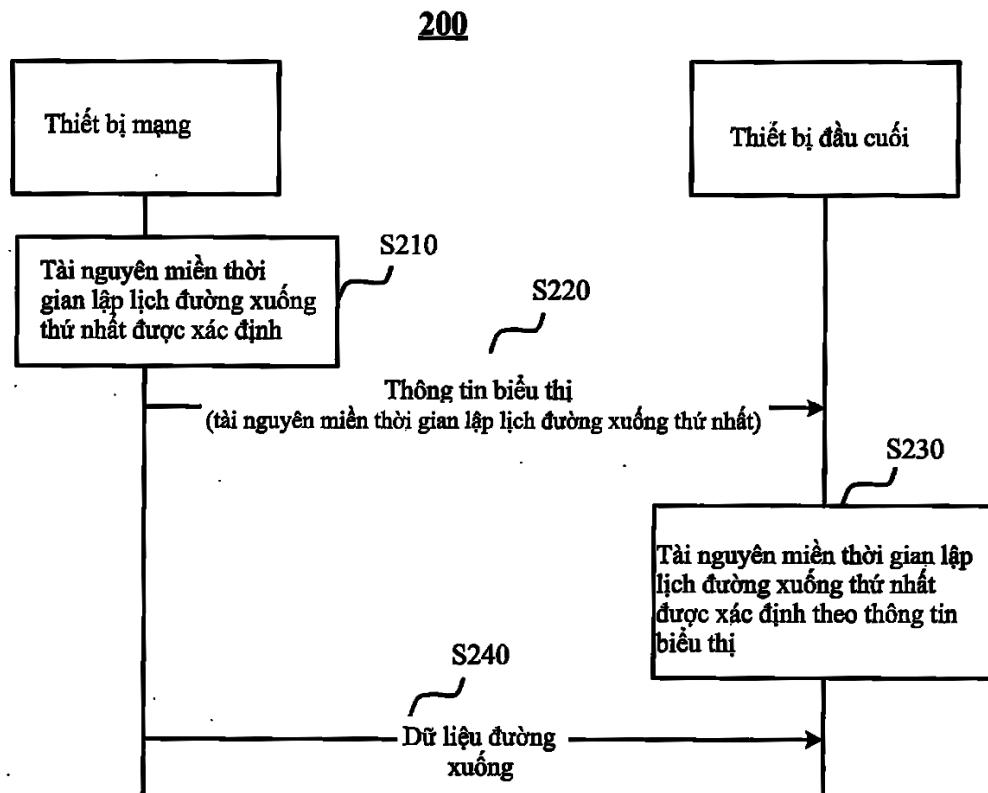 200
Thiết bị mạng
Thiết bị đầu cuối
S210
Tài nguyên miền thời
gian lập lịch đường xuống
thứ nhất được xác định
S220
Thông tin biểu thị
(tài nguyên miền thời gian lập lịch đường xuống thứ nhất)
S230
Tài nguyên miền thời gian lập
lịch đường xuống thứ nhất
được xác định theo thông tin
biểu thị
S240
Dữ liệu đường
xuống